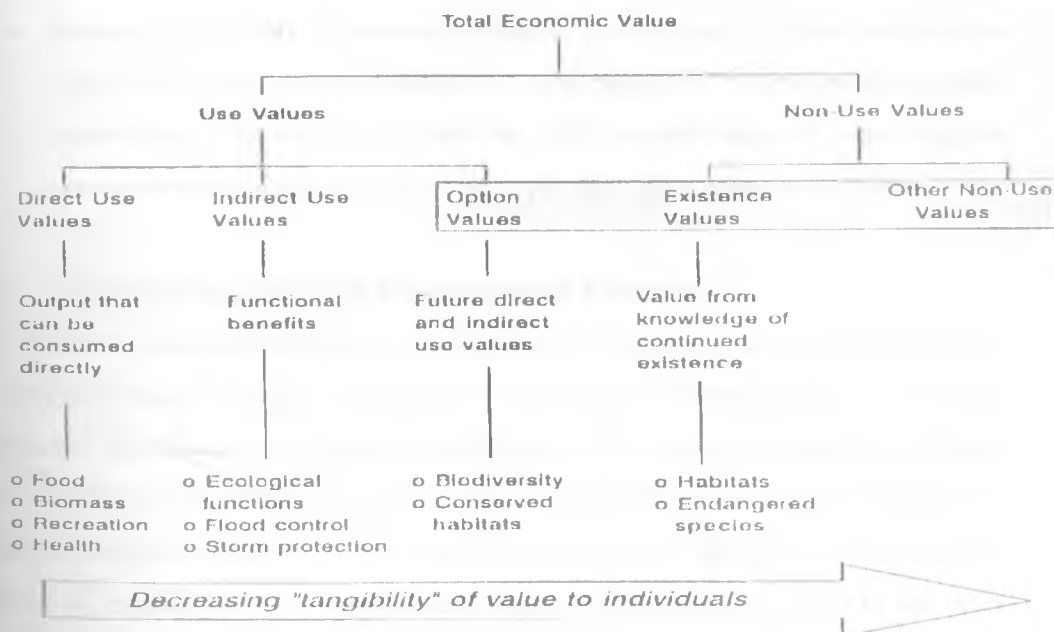 Total Economic Value
Use Values
Non-Use Values
Direct Use
Values
Indirect Use
Values
Option
Values
Existence
Values
Other Non-Use
Values
Output that
can be
consumed
directly
Functional
benefits
Future direct
and indirect
use values
Value from
knowledge of
continued
existence
o Food
o Biomass
o Recreation
o Health
o Ecological
functions
o Flood control
o Storm protection
o Biodiversity
o Conserved
habitats
o Habitats
o Endangered
species
Decreasing "tangibility" of value to individuals